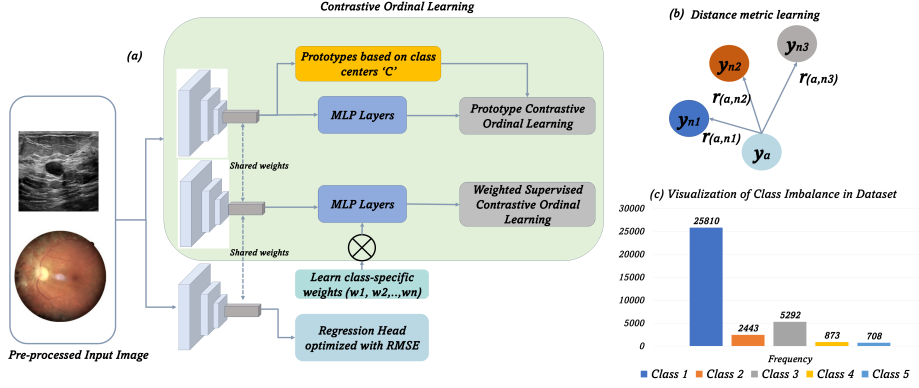 Contrastive Ordinal Learning
(a)
Prototypes based on class
centers ‘C’
MLP Layers
Prototype Contrastive
Ordinal Learning
Shared weights
MLP Layers
Weighted Supervised
Contrastive Ordinal
Learning
Shared weights
Learn class-specific
weights (w1, w2,..,wn)
Regression Head
optimized with RMSE
Pre-processed Input Image
(b) Distance metric learning
yn3
yn2
r(a,n3)
r(a,n2)
yn1
r(a,n1)
ya
(c) Visualization of Class Imbalance in Dataset
30000
25000
20000
15000
10000
5000
0
25810
2443
5292
873
708
Frequency
Class 1 Class 2 Class 3 Class 4 Class 5